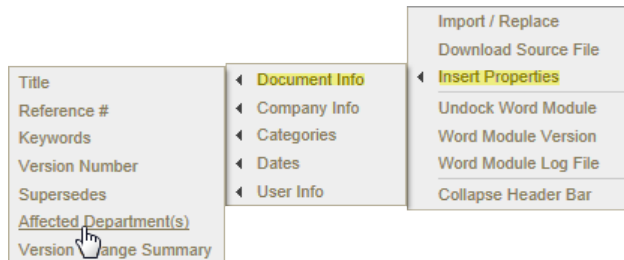 Import / Replace
Download Source File
Insert Properties
Undock Word Module
Word Module Version
Word Module Log File
Collapse Header Bar
Document Info
Company Info
Categories
Dates
User Info
Title
Reference #
Keywords
Version Number
Supersedes
Affected Department(s)
Version Change Summary